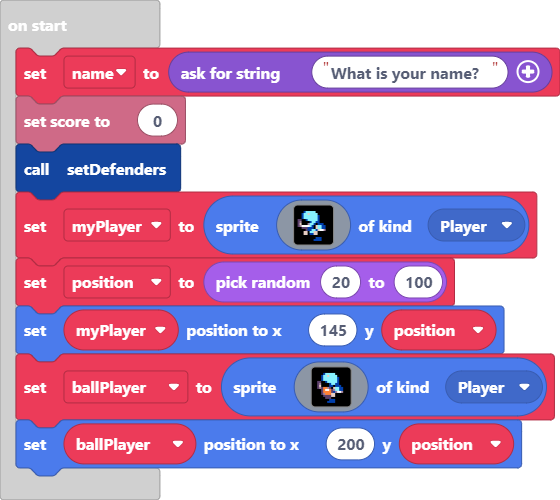 on start
set name to ask for string "What is your name? "
set score to 0
call setDefenders
set myPlayer to sprite of kind Player
set position to pick random 20 to 100
set myPlayer position to x 145 y position
set ballPlayer to sprite of kind Player
set ballPlayer position to x 200 y position